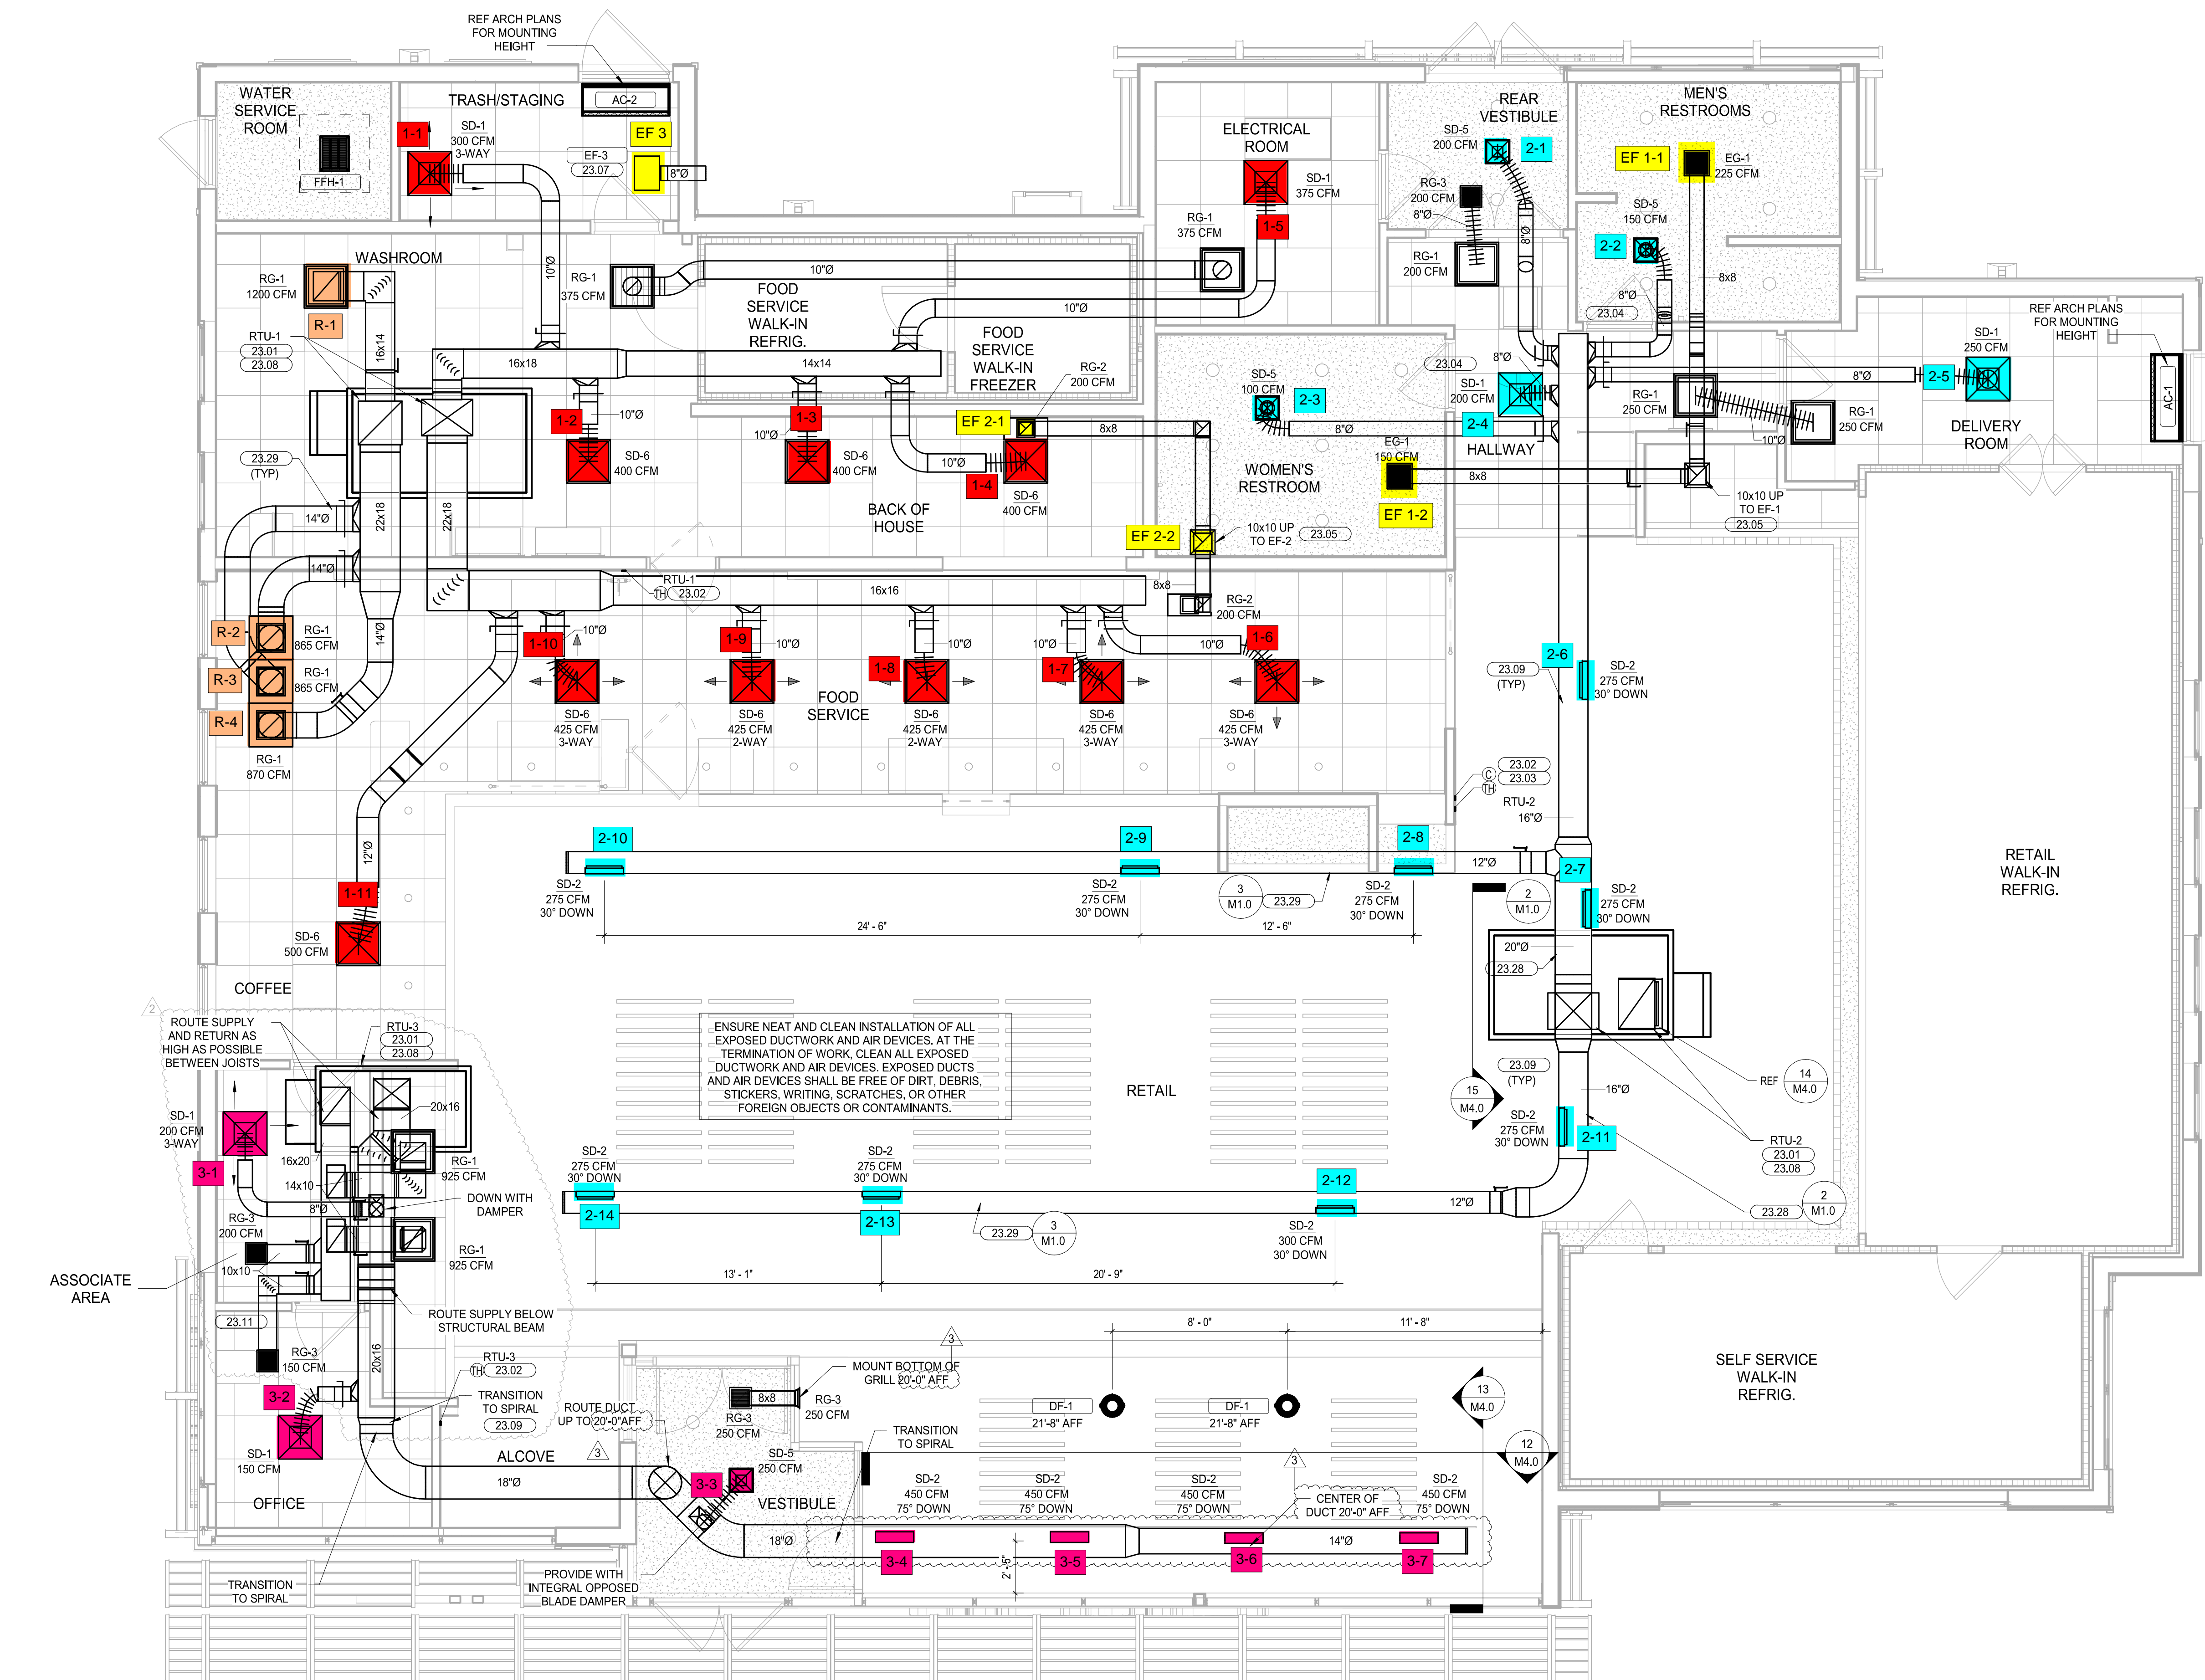 REF ARCH PLANS
FOR MOUNTING
HEIGHT
WATER
SERVICE
ROOM
FFH-1
TRASH/STAGING
AC-2
1-1
SD-1
300 CFM
3-WAY
EF 3
EF-3
23.07
8"Ø
10"Ø
ELECTRICAL
ROOM
SD-1
375 CFM
1-5
RG-1
375 CFM
REAR
VESTIBULE
SD-5
200 CFM
2-1
RG-3
200 CFM
8"Ø
8"Ø
RG-1
200 CFM
MEN'S
RESTROOMS
EF 1-1
EG-1
225 CFM
SD-5
150 CFM
2-2
8x8
8"Ø
23.04
WASHROOM
RG-1
1200 CFM
R-1
16x14
RTU-1
23.01
23.08
RG-1
375 CFM
10"Ø
FOOD
SERVICE
WALK-IN
REFRIG.
10"Ø
FOOD
SERVICE
WALK-IN
FREEZER
16x18
14x14
RG-2
200 CFM
EF 2-1
8x8
1-2
10"Ø
SD-6
400 CFM
1-3
10"Ø
SD-6
400 CFM
1-4
10"Ø
SD-6
400 CFM
BACK OF
HOUSE
23.29
(TYP)
14"Ø
22x18
22x18
14"Ø
14"Ø
SD-5
100 CFM
2-3
8"Ø
WOMEN'S
RESTROOM
23.04
8"Ø
SD-1
200 CFM
2-4
HALLWAY
EG-1
150 CFM
EF 1-2
8x8
EF 2-2
10x10 UP
TO EF-2
23.05
8x8
RG-2
200 CFM
RG-1
250 CFM
10"Ø
RG-1
250 CFM
10x10 UP
TO EF-1
23.05
8"Ø
2-5
SD-1
250 CFM
REF ARCH PLANS
FOR MOUNTING
HEIGHT
AC-1
DELIVERY
ROOM
RTU-1
TH
23.02
16x16
R-2
RG-1
865 CFM
R-3
RG-1
865 CFM
R-4
RG-1
870 CFM
1-10
10"Ø
SD-6
425 CFM
3-WAY
1-9
10"Ø
SD-6
425 CFM
2-WAY
FOOD
SERVICE
1-8
10"Ø
SD-6
425 CFM
2-WAY
1-7
10"Ø
SD-6
425 CFM
3-WAY
1-6
10"Ø
SD-6
425 CFM
3-WAY
2-6
23.09
(TYP)
SD-2
275 CFM
30° DOWN
C
TH
23.02
23.03
RTU-2
16"Ø
12"Ø
1-11
SD-6
500 CFM
2-10
SD-2
275 CFM
30° DOWN
2-9
SD-2
275 CFM
30° DOWN
2-8
SD-2
275 CFM
30° DOWN
12"Ø
3
M1.0
23.29
2
M1.0
2-7
SD-2
275 CFM
30° DOWN
24' - 6"
12' - 6"
20"Ø
23.28
RETAIL
WALK-IN
REFRIG.
COFFEE
2
ROUTE SUPPLY
AND RETURN AS
HIGH AS POSSIBLE
BETWEEN JOISTS
RTU-3
23.01
23.08
ENSURE NEAT AND CLEAN INSTALLATION OF ALL
EXPOSED DUCTWORK AND AIR DEVICES. AT THE
TERMINATION OF WORK, CLEAN ALL EXPOSED
DUCTWORK AND AIR DEVICES. EXPOSED DUCTS
AND AIR DEVICES SHALL BE FREE OF DIRT, DEBRIS,
STICKERS, WRITING, SCRATCHES, OR OTHER
FOREIGN OBJECTS OR CONTAMINANTS.
RETAIL
15
M4.0
23.09
(TYP)
16"Ø
SD-2
275 CFM
30° DOWN
2-11
REF
14
M4.0
RTU-2
23.01
23.08
2
M1.0
23.28
SD-1
200 CFM
3-WAY
3-1
20x16
16x20
14x10
RG-1
925 CFM
DOWN WITH
DAMPER
8"Ø
RG-3
200 CFM
RG-1
925 CFM
10x10
ASSOCIATE
AREA
23.11
ROUTE SUPPLY BELOW
STRUCTURAL BEAM
RG-3
150 CFM
20x16
SD-2
275 CFM
30° DOWN
2-14
SD-2
275 CFM
30° DOWN
2-13
23.29
3
M1.0
2-12
SD-2
300 CFM
30° DOWN
12"Ø
13' - 1"
20' - 9"
8' - 0"
11' - 8"
RTU-3
TH
23.02
TRANSITION
TO SPIRAL
23.09
3-2
SD-1
150 CFM
OFFICE
ALCOVE
18"Ø
ROUTE DUCT
UP TO 20'-0"AFF
3
3
MOUNT BOTTOM OF
GRILL 20'-0" AFF
8x8
RG-3
250 CFM
RG-3
250 CFM
SD-5
250 CFM
3-3
VESTIBULE
TRANSITION
TO SPIRAL
DF-1
21'-8" AFF
DF-1
21'-8" AFF
13
M4.0
12
M4.0
SELF SERVICE
WALK-IN
REFRIG.
SD-2
450 CFM
75° DOWN
SD-2
450 CFM
75° DOWN
SD-2
450 CFM
75° DOWN
3
CENTER OF
DUCT 20'-0" AFF
SD-2
450 CFM
75° DOWN
18"Ø
3-4
3-5
3-6
14"Ø
3-7
2' - 6"
TRANSITION
TO SPIRAL
PROVIDE WITH
INTEGRAL OPPOSED
BLADE DAMPER